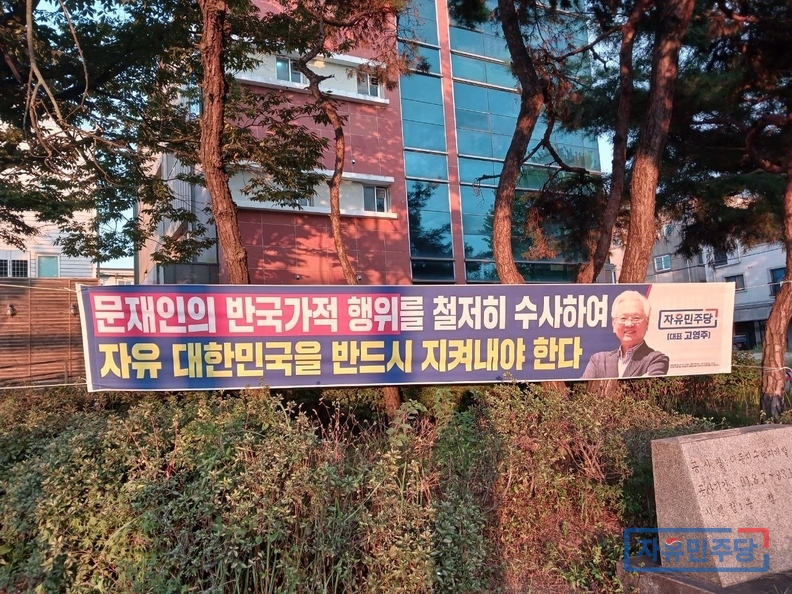 문재인의 반국가적 행위를 철저히 수사하여
자유 대한민국을 반드시 지켜내야 한다
자유민주당
[대표 고영주]
자유민주당